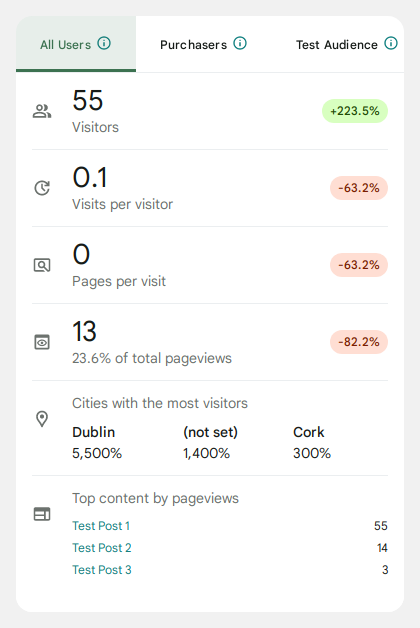 All Users Purchasers Test Audience
55
Visitors
+223.5%
0.1
Visits per visitor
-63.2%
0
Pages per visit
-63.2%
13
23.6% of total pageviews
-82.2%
Cities with the most visitors
Dublin (not set) Cork
5,500% 1,400% 300%
Top content by pageviews
Test Post 1 55
Test Post 2 14
Test Post 3 3